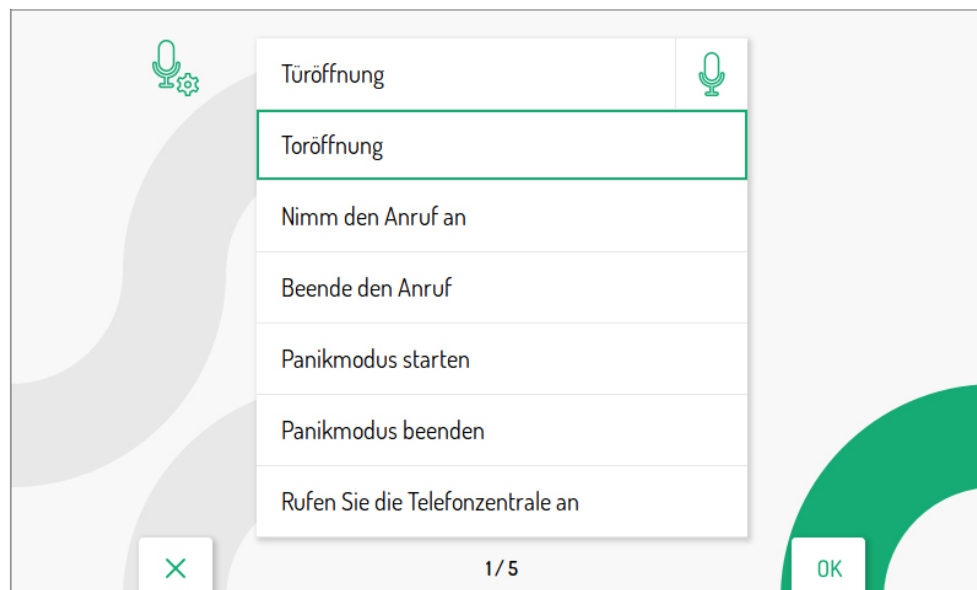 Türöffnung
Toröffnung
Nimm den Anruf an
Beende den Anruf
Panikmodus starten
Panikmodus beenden
Rufen Sie die Telefonzentrale an
1 / 5
OK